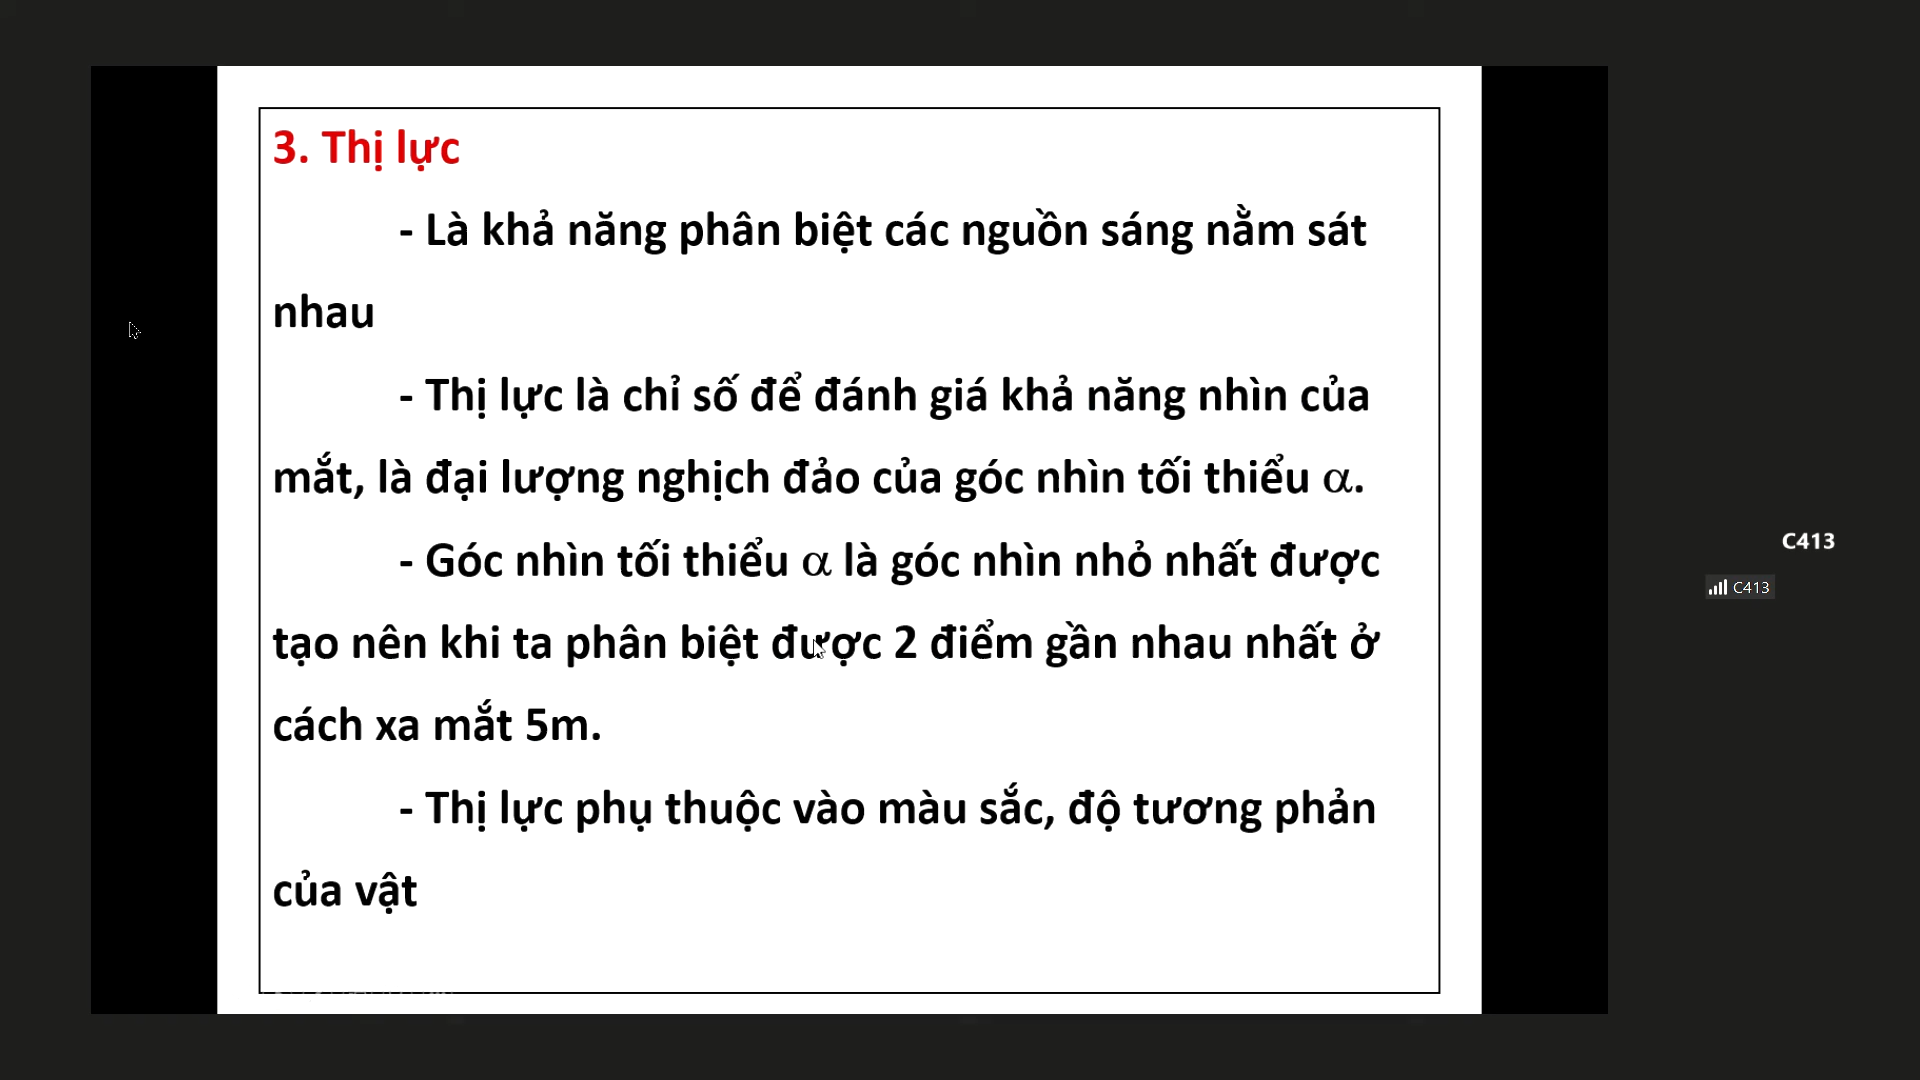 3. Thị lực
- Là khả năng phân biệt các nguồn sáng nằm sát
nhau
- Thị lực là chỉ số để đánh giá khả năng nhìn của
mắt, là đại lượng nghịch đảo của góc nhìn tối thiểu α.
- Góc nhìn tối thiểu α là góc nhìn nhỏ nhất được
tạo nên khi ta phân biệt được 2 điểm gần nhau nhất ở
cách xa mắt 5m.
- Thị lực phụ thuộc vào màu sắc, độ tương phản
của vật
C413
C413